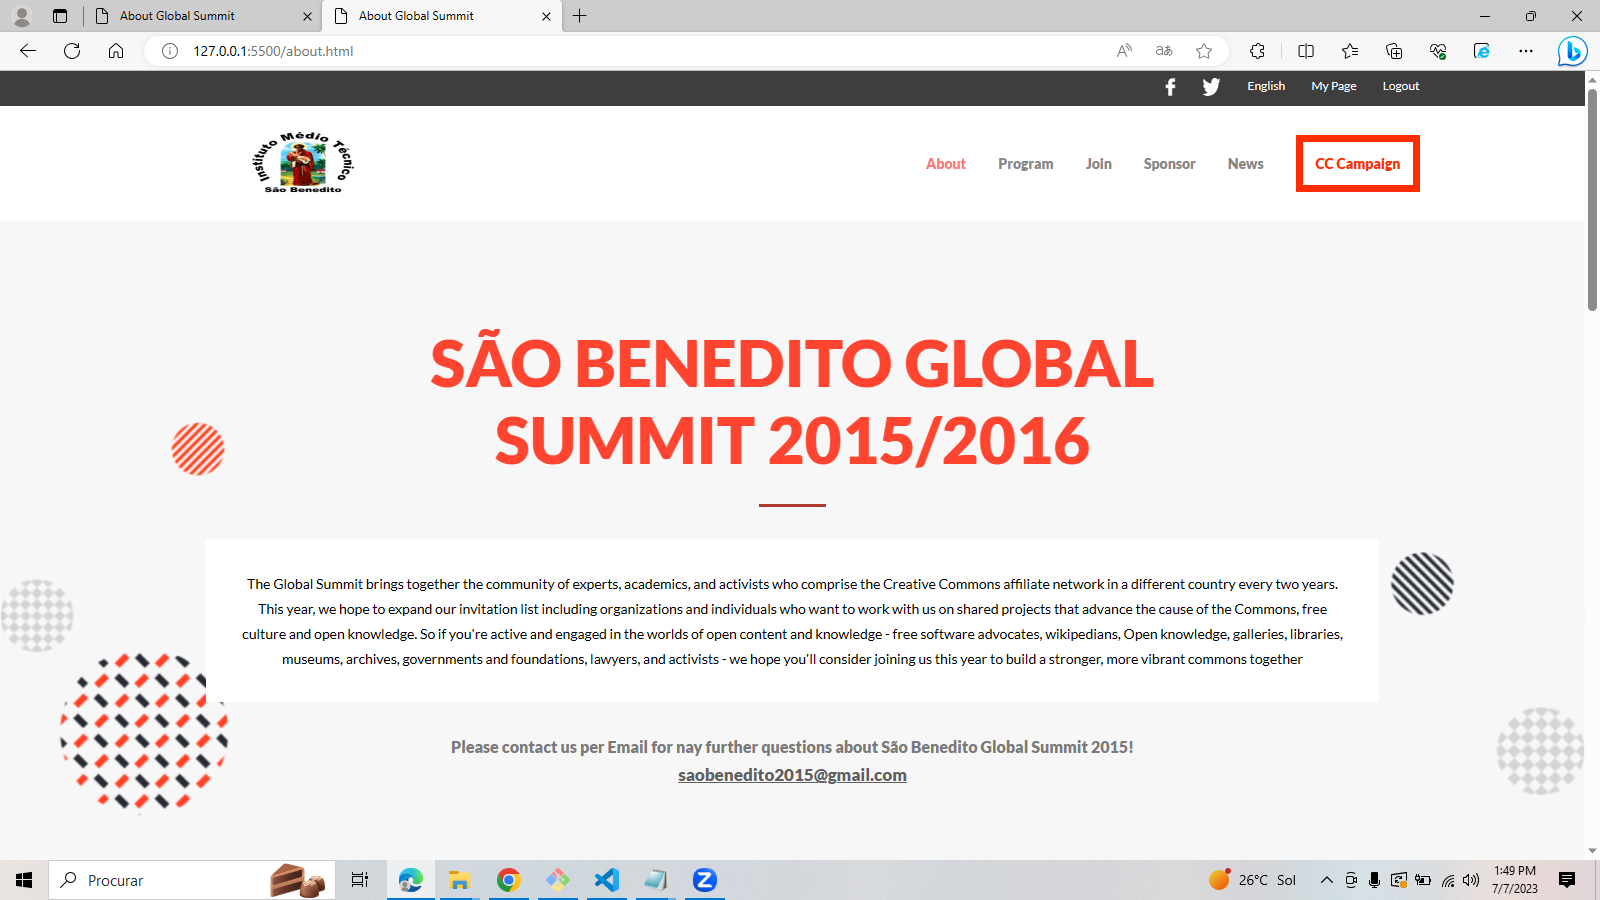 About Global Summit
About Global Summit
127.0.0.1:5500/about.html
English My Page Logout
Instituto Médio Técnico
São Benedito
About Program Join Sponsor News CC Campaign
SÃO BENEDITO GLOBAL
SUMMIT 2015/2016
The Global Summit brings together the community of experts, academics, and activists who comprise the Creative Commons affiliate network in a different country every two years.
This year, we hope to expand our invitation list including organizations and individuals who want to work with us on shared projects that advance the cause of the Commons, free
culture and open knowledge. So if you're active and engaged in the worlds of open content and knowledge - free software advocates, wikipedians, Open knowledge, galleries, libraries,
museums, archives, governments and foundations, lawyers, and activists - we hope you'll consider joining us this year to build a stronger, more vibrant commons together
Please contact us per Email for nay further questions about São Benedito Global Summit 2015!
saobenedito2015@gmail.com
Procurar
26°C Sol
1:49 PM
7/7/2023